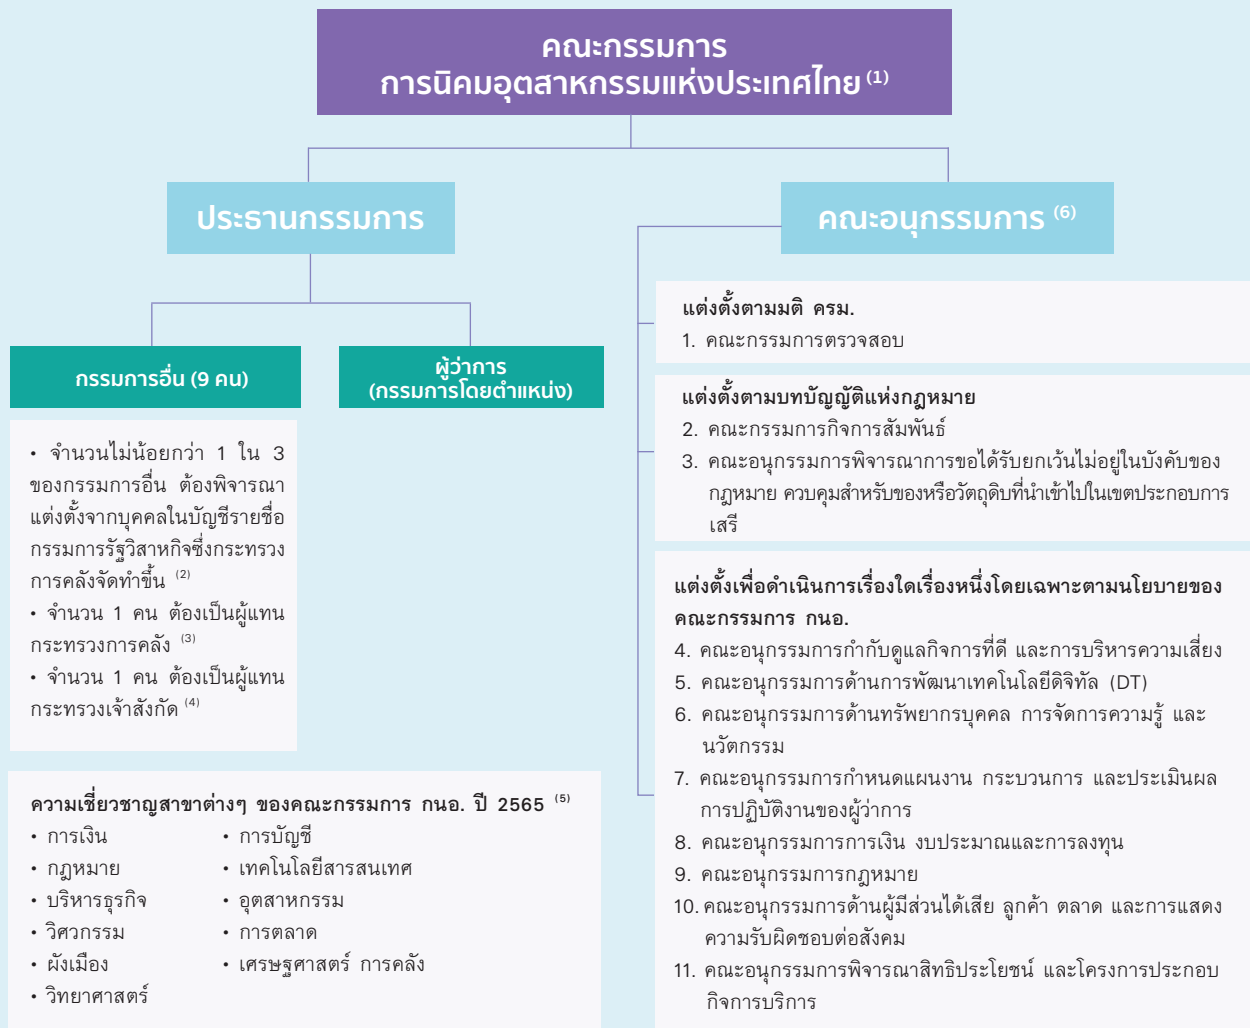 คณะกรรมการ
การนิคมอุตสาหกรรมแห่งประเทศไทย (1)
ประธานกรรมการ
กรรมการอื่น (9 คน)
• จำนวนไม่น้อยกว่า 1 ใน 3
ของกรรมการอื่น ต้องพิจารณา
แต่งตั้งจากบุคคลในบัญชีรายชื่อ
กรรมการรัฐวิสาหกิจซึ่งกระทรวง
การคลังจัดทำขึ้น (2)
• จำนวน 1 คน ต้องเป็นผู้แทน
กระทรวงการคลัง (3)
• จำนวน 1 คน ต้องเป็นผู้แทน
กระทรวงเจ้าสังกัด (4)
ผู้ว่าการ
(กรรมการโดยตำแหน่ง)
ความเชี่ยวชาญสาขาต่างๆ ของคณะกรรมการ กนอ. ปี 2565 (5)
• การเงิน
• กฎหมาย
• บริหารธุรกิจ
• วิศวกรรม
• ผังเมือง
• วิทยาศาสตร์
• การบัญชี
• เทคโนโลยีสารสนเทศ
• อุตสาหกรรม
• การตลาด
• เศรษฐศาสตร์ การคลัง
คณะอนุกรรมการ (6)
แต่งตั้งตามมติ ครม.
1. คณะกรรมการตรวจสอบ
แต่งตั้งตามบทบัญญัติแห่งกฎหมาย
2. คณะกรรมการกิจการสัมพันธ์
3. คณะอนุกรรมการพิจารณาการขอได้รับยกเว้นไม่อยู่ในบังคับของ
กฎหมาย ควบคุมสำหรับของหรือวัตถุดิบที่นำเข้าไปในเขตประกอบการ
เสรี
แต่งตั้งเพื่อดำเนินการเรื่องใดเรื่องหนึ่งโดยเฉพาะตามนโยบายของ
คณะกรรมการ กนอ.
4. คณะอนุกรรมการกำกับดูแลกิจการที่ดี และการบริหารความเสี่ยง
5. คณะอนุกรรมการด้านการพัฒนาเทคโนโลยีดิจิทัล (DT)
6. คณะอนุกรรมการด้านทรัพยากรบุคคล การจัดการความรู้ และ
นวัตกรรม
7. คณะอนุกรรมการกำหนดแผนงาน กระบวนการ และประเมินผล
การปฏิบัติงานของผู้ว่าการ
8. คณะอนุกรรมการการเงิน งบประมาณและการลงทุน
9. คณะอนุกรรมการกฎหมาย
10. คณะอนุกรรมการด้านผู้มีส่วนได้เสีย ลูกค้า ตลาด และการแสดง
ความรับผิดชอบต่อสังคม
11. คณะอนุกรรมการพิจารณาสิทธิประโยชน์ และโครงการประกอบ
กิจการบริการ